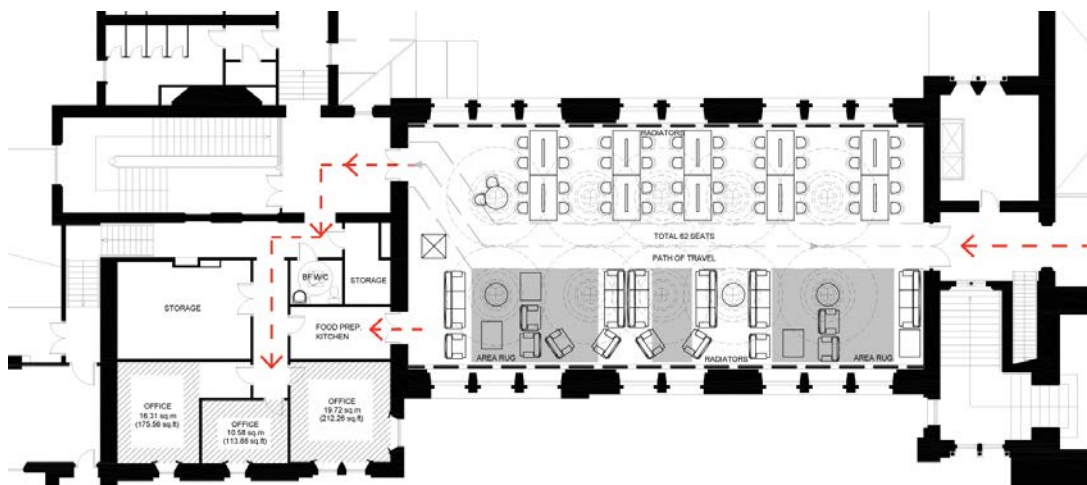 RADIATORS
TOTAL 62 SEATS
PATH OF TRAVEL
BF W/C
STORAGE
STORAGE
FOOD PREP.
KITCHEN
AREA RUG
RADIATORS
AREA RUG
OFFICE
16.31 sq.m
(175.56 sq.ft)
OFFICE
10.58 sq.m
(113.88 sq.ft)
OFFICE
19.72 sq.m
(212.26 sq.ft)